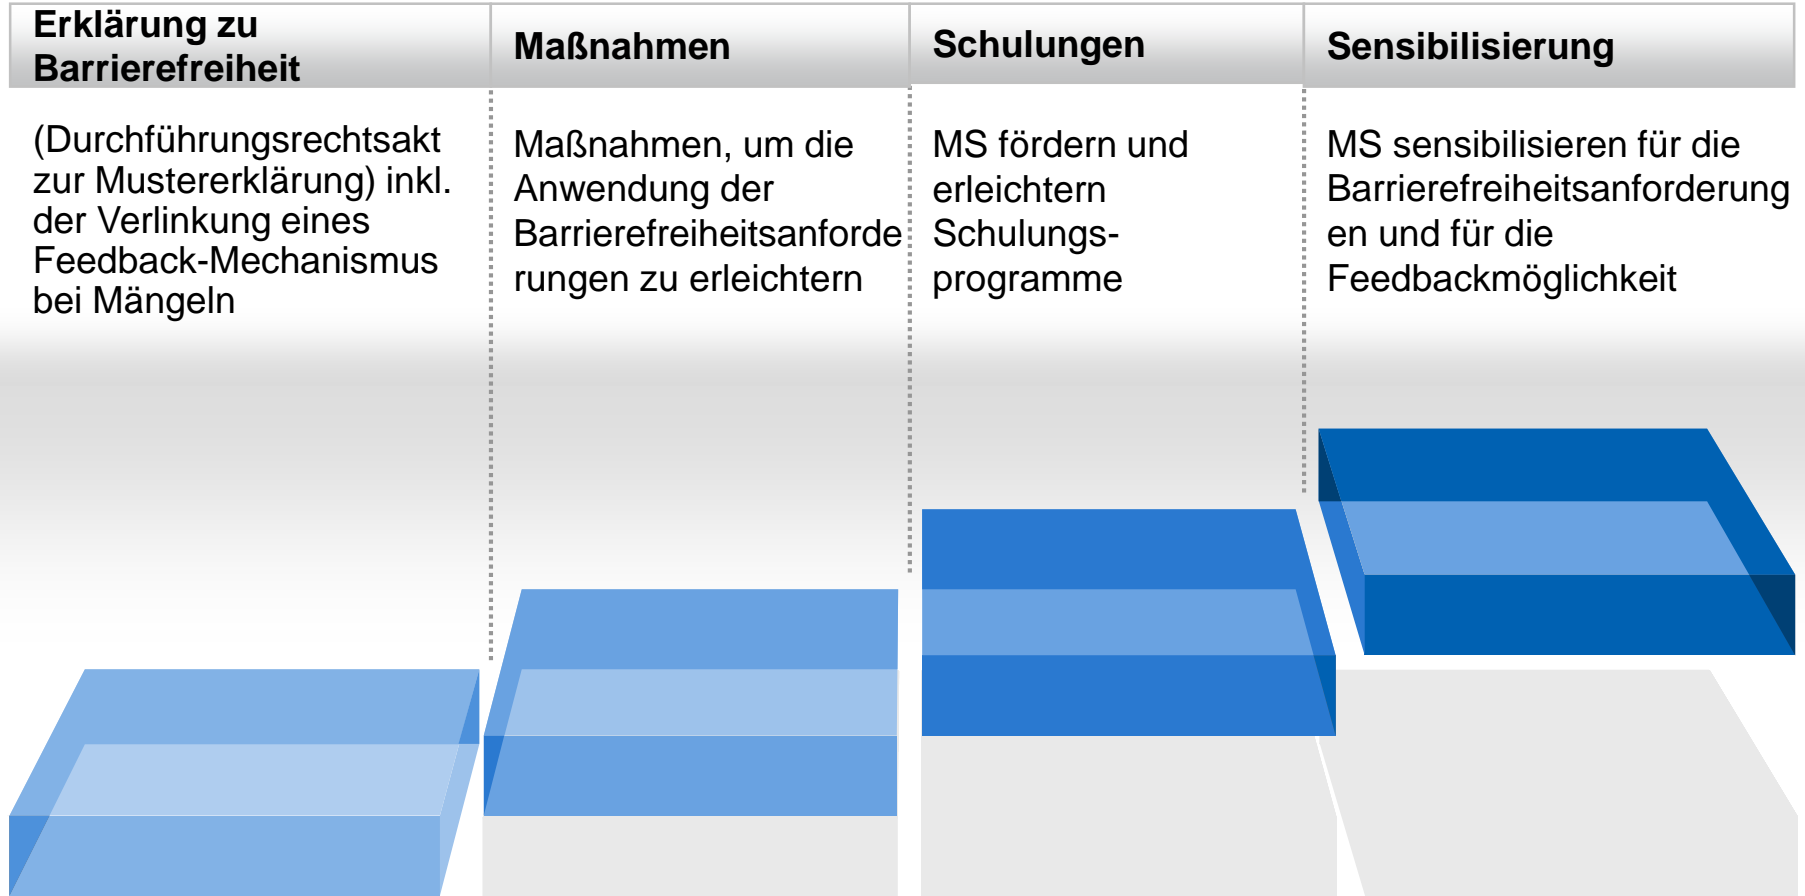 Erklärung zu
Barrierefreiheit
Maßnahmen
Schulungen
Sensibilisierung
(Durchführungsrechtsakt
zur Mustererklärung) inkl.
der Verlinkung eines
Feedback-Mechanismus
bei Mängeln
Maßnahmen, um die
Anwendung der
Barrierefreiheitsanforde
rungen zu erleichtern
MS fördern und
erleichtern
Schulungs-
programme
MS sensibilisieren für die
Barrierefreiheitsanforderung
en und für die
Feedbackmöglichkeit